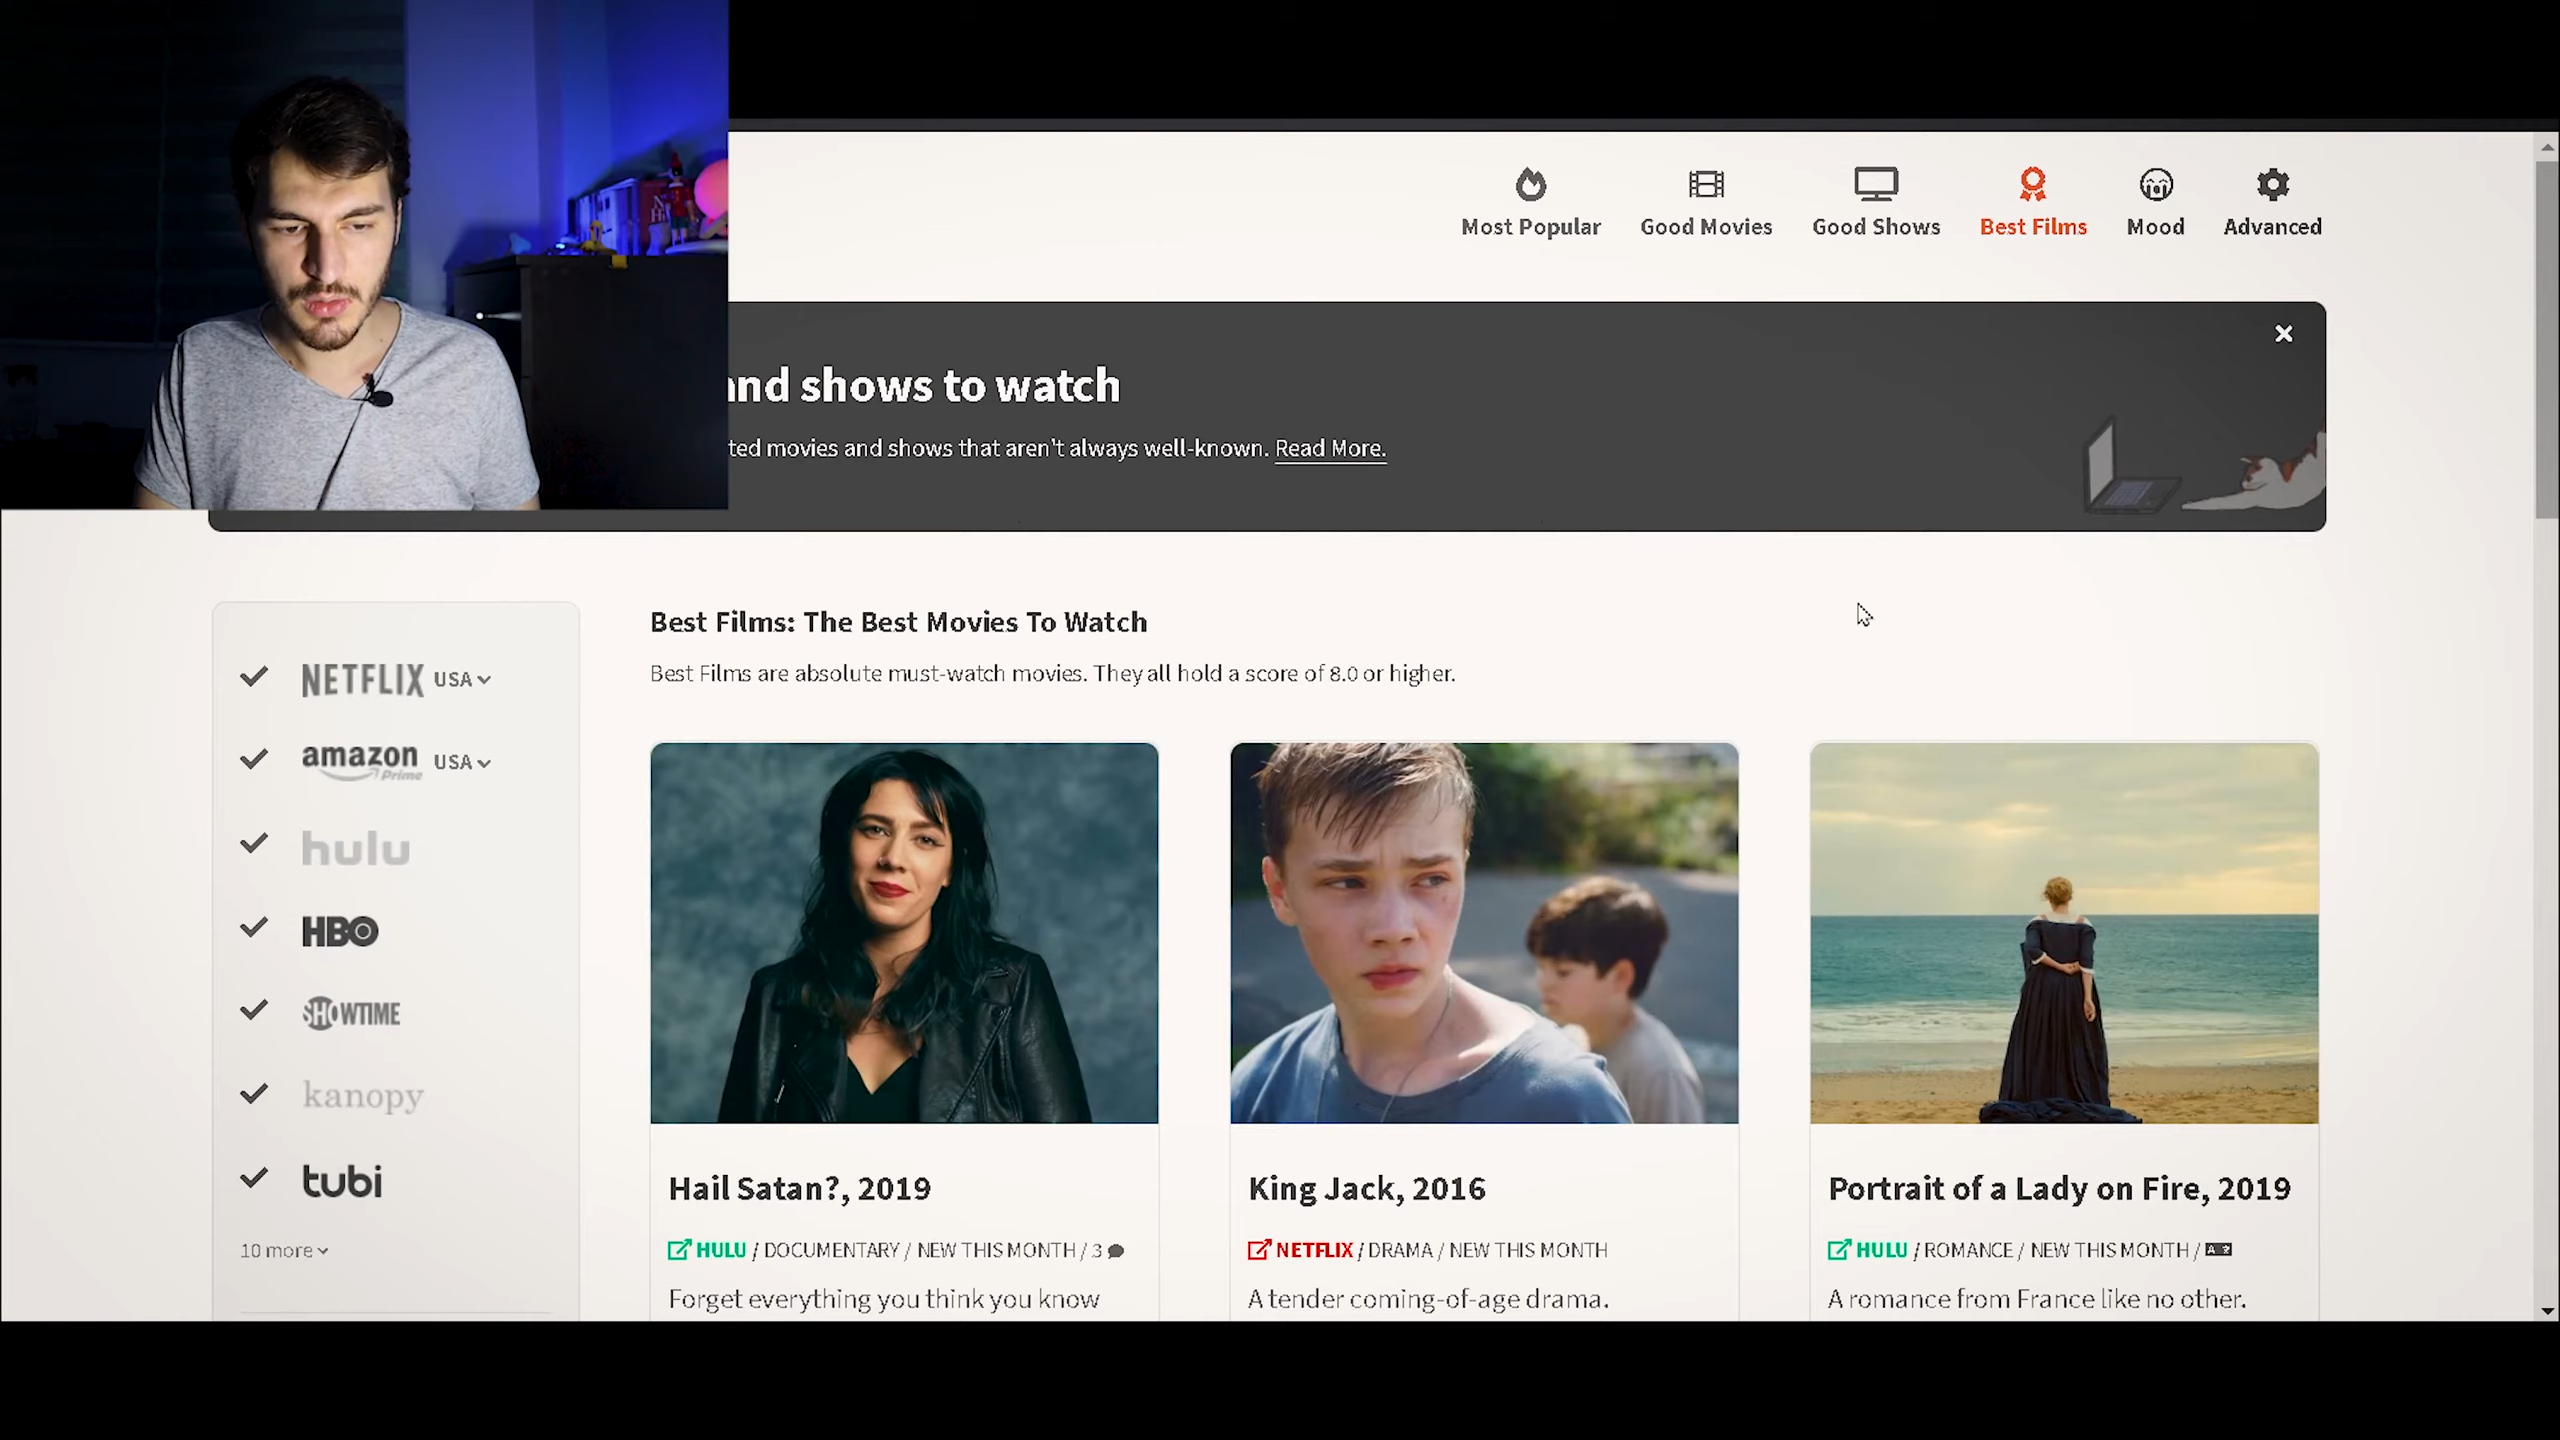 Most Popular
Good Movies
Good Shows
Best Films
Mood
Advanced
and shows to watch
ted movies and shows that aren't always well-known. Read More.
NETFLIX USA
amazon Prime USA
hulu
HBO
SHOWTIME
kanopy
tubi
10 more
Best Films: The Best Movies To Watch
Best Films are absolute must-watch movies. They all hold a score of 8.0 or higher.
Hail Satan?, 2019
HULU / DOCUMENTARY / NEW THIS MONTH / 3
Forget everything you think you know
King Jack, 2016
NETFLIX / DRAMA / NEW THIS MONTH
A tender coming-of-age drama.
Portrait of a Lady on Fire, 2019
HULU / ROMANCE / NEW THIS MONTH /
A romance from France like no other.